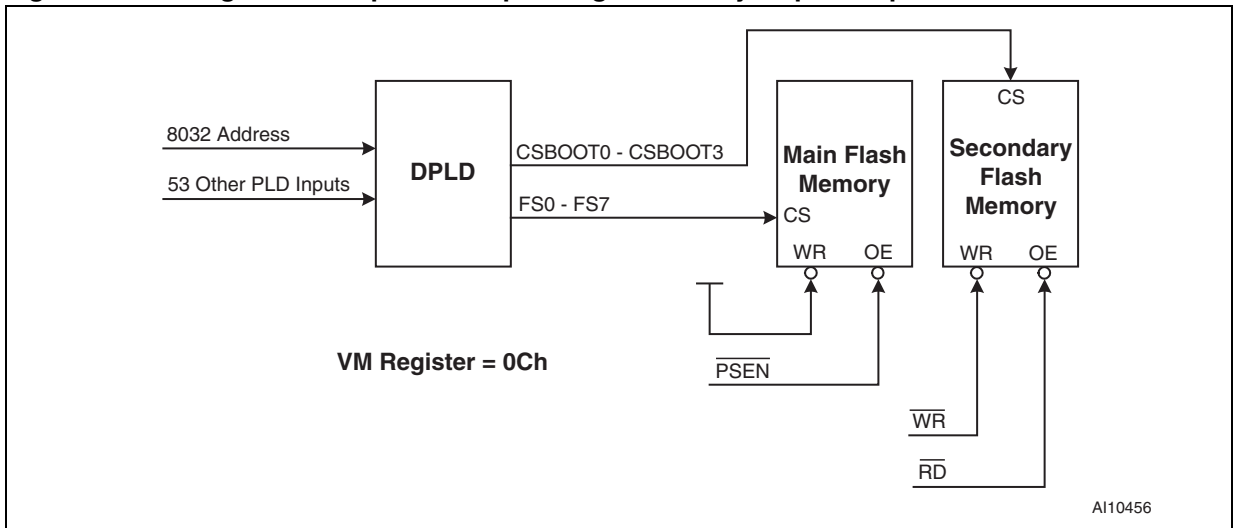 8032 Address
53 Other PLD Inputs
DPLD
CSBOOT0 - CSBOOT3
FS0 - FS7
Main Flash
Memory
CS
WR
OE
CS
Secondary
Flash
Memory
WR
OE
VM Register = 0Ch
PSEN
WR
RD
AI10456